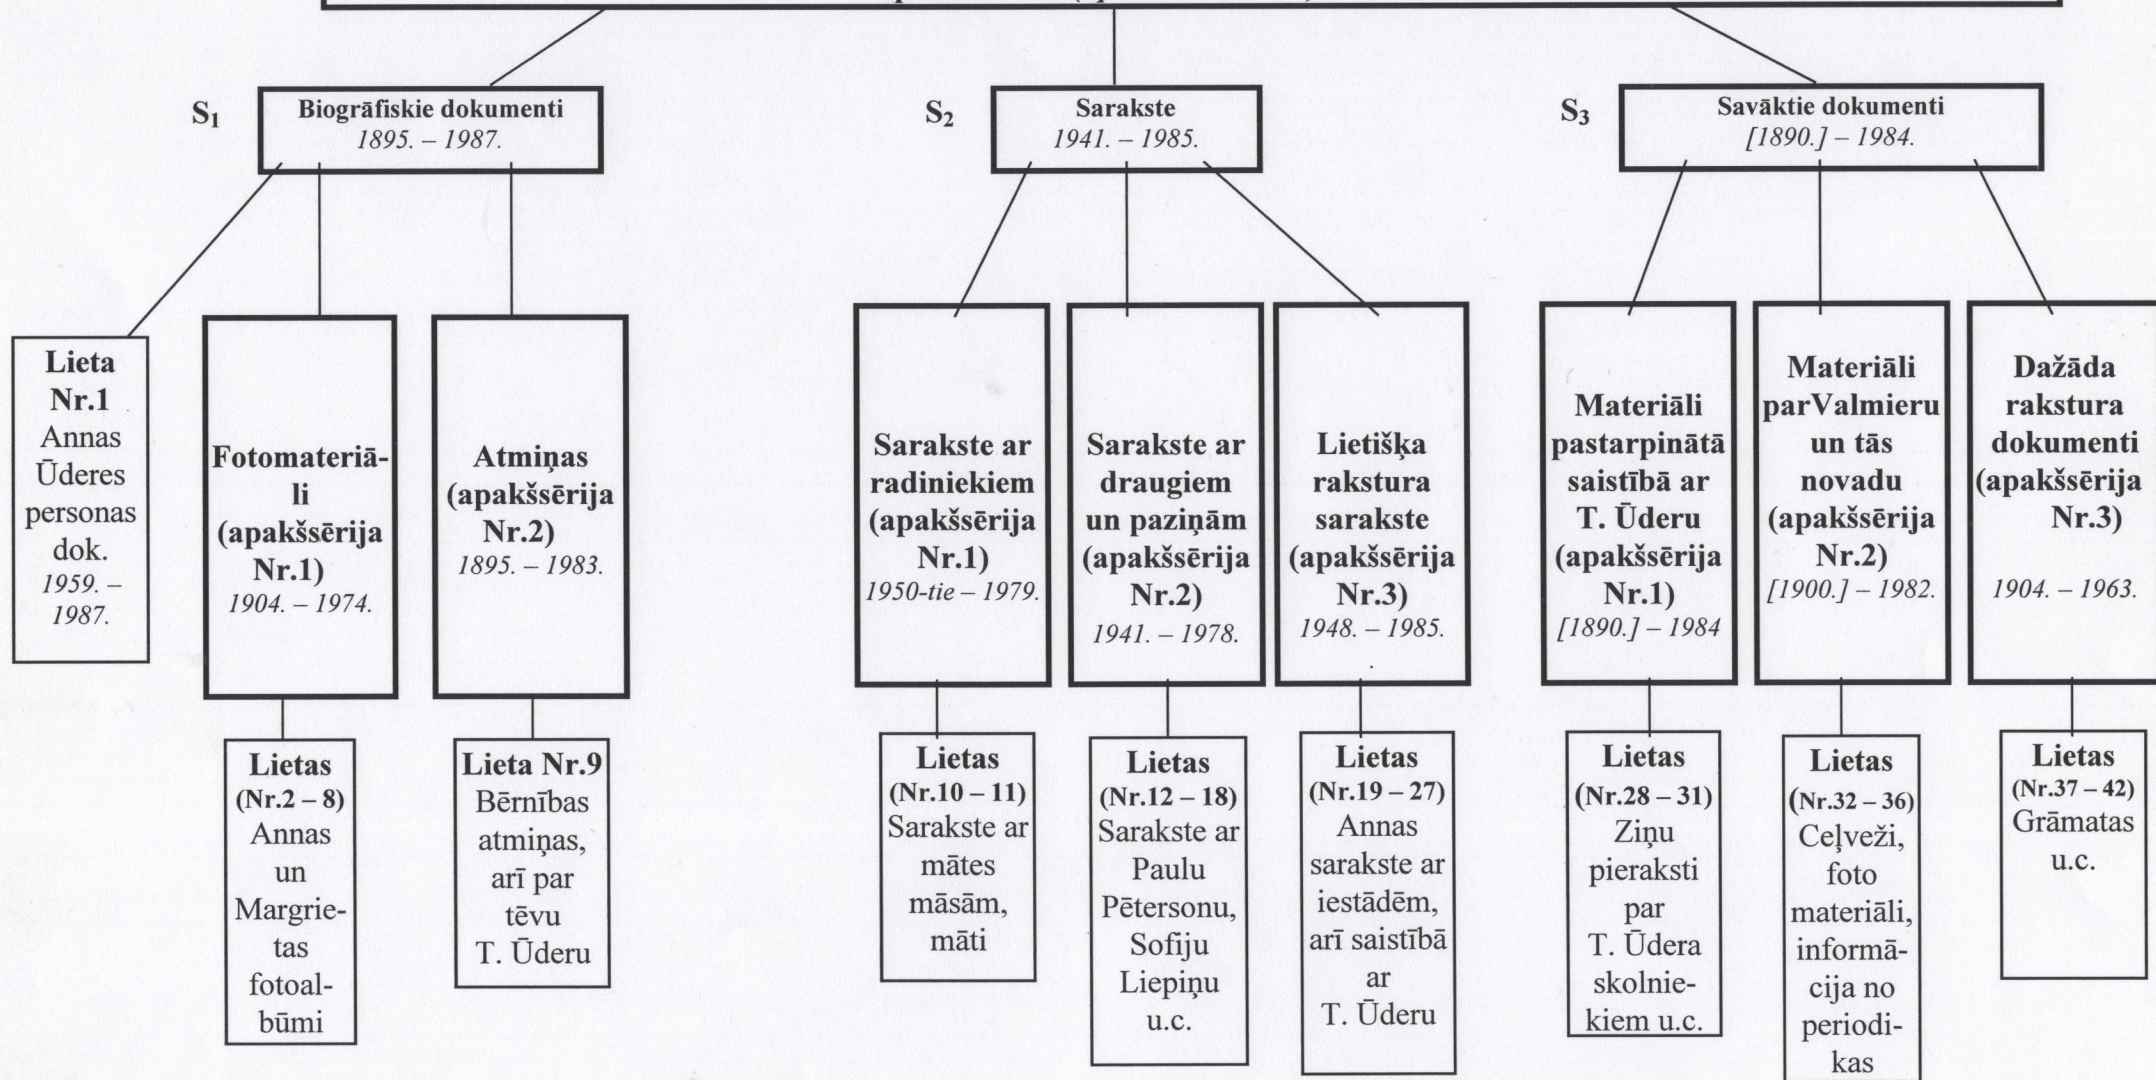 S₁
Biogrāfiskie dokumenti
1895. – 1987.
S₂
Sarakste
1941. – 1985.
S₃
Savāktie dokumenti
[1890.] – 1984.
Lieta
Nr.1
Annas
Ūderes
personas
dok.
1959. –
1987.
Fotomateriā-
li
(apakšsērija
Nr.1)
1904. – 1974.
Atmiņas
(apakšsērija
Nr.2)
1895. – 1983.
Sarakste ar
radiniekiem
(apakšsērija
Nr.1)
1950-tie – 1979.
Sarakste ar
draugiem
un paziņām
(apakšsērija
Nr.2)
1941. – 1978.
Lietišķa
rakstura
sarakste
(apakšsērija
Nr.3)
1948. – 1985.
Materiāli
pastarpinātā
saistībā ar
T. Ūderu
(apakšsērija
Nr.1)
[1890.] – 1984
Materiāli
parValmieru
un tās
novadu
(apakšsērija
Nr.2)
[1900.] – 1982.
Dažāda
rakstura
dokumenti
(apakšsērija
Nr.3)
1904. – 1963.
Lietas
(Nr.2 – 8)
Annas
un
Margrie-
tas
fotoal-
būmi
Lieta Nr.9
Bērnības
atmiņas,
arī par
tēvu
T. Ūderu
Lietas
(Nr.10 – 11)
Sarakste ar
mātes
māsām,
māti
Lietas
(Nr.12 – 18)
Sarakste ar
Paulu
Pētersonu,
Sofiju
Liepiņu
u.c.
Lietas
(Nr.19 – 27)
Annas
sarakste ar
iestādēm,
arī saistībā
ar
T. Ūderu
Lietas
(Nr.28 – 31)
Ziņu
pieraksti
par
T. Ūdera
skolnie-
kiem u.c.
Lietas
(Nr.32 – 36)
Ceļveži,
foto
materiāli,
informā-
cija no
periodi-
kas
Lietas
(Nr.37 – 42)
Grāmatas
u.c.